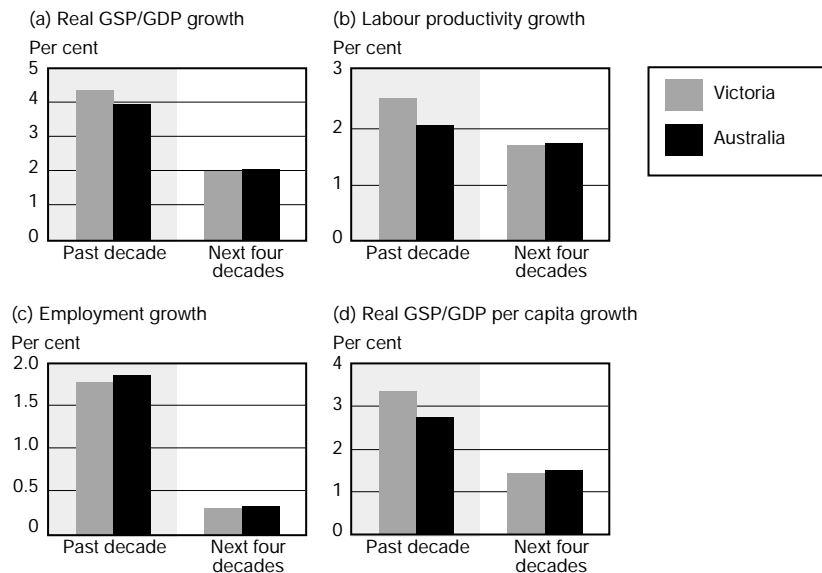 (a) Real GSP/GDP growth
Per cent
5
4
3
2
1
0
Past decade
Next four
decades
(b) Labour productivity growth
Per cent
3
2
1
0
Past decade
Next four
decades
Victoria
Australia
(c) Employment growth
Per cent
2.0
1.5
1.0
0.5
0
Past decade
Next four
decades
(d) Real GSP/GDP per capita growth
Per cent
4
3
2
1
0
Past decade
Next four
decades